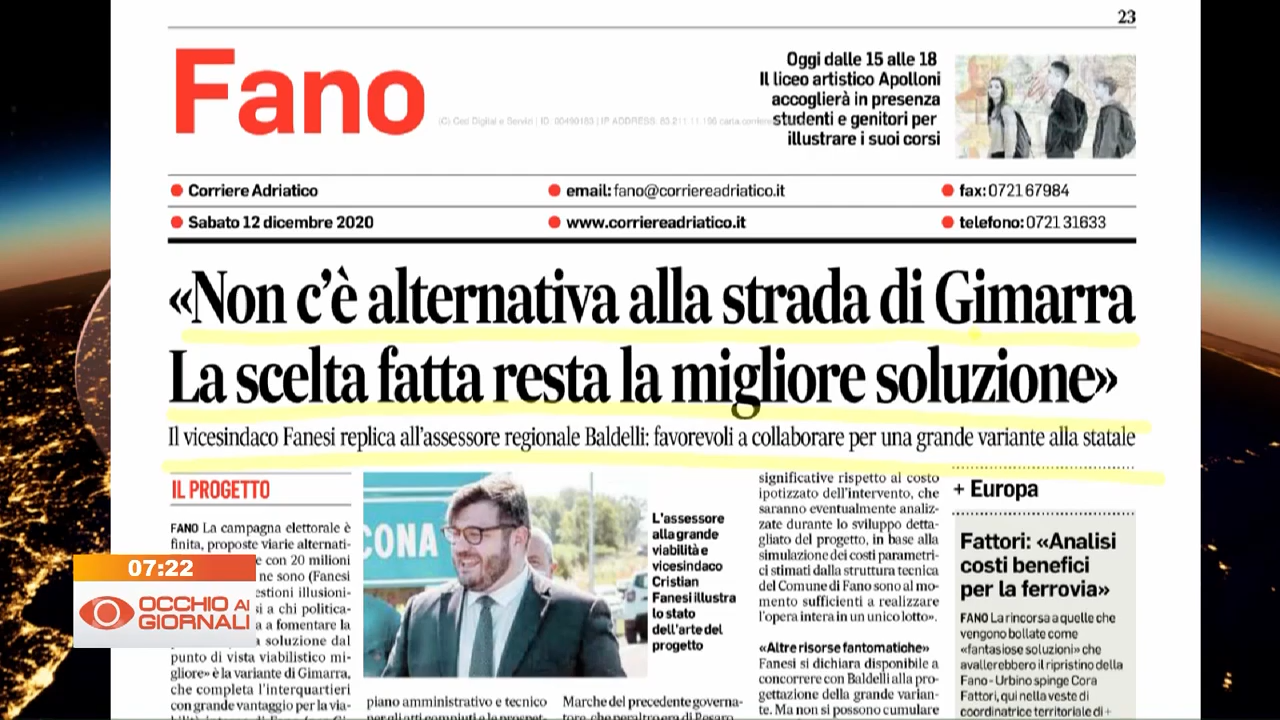 23
Fano
Oggi dalle 15 alle 18
Il liceo artistico Apolloni
accoglierà in presenza
studenti e genitori per
illustrare i suoi corsi
Corriere Adriatico
email: fano@corriereadriatico.it
fax: 0721 67984
Sabato 12 dicembre 2020
www.corriereadriatico.it
telefono: 0721 31633
«Non c'è alternativa alla strada di Gimarra
La scelta fatta resta la migliore soluzione»
Il vicesindaco Fanesi replica all'assessore regionale Baldelli: favorevoli a collaborare per una grande variante alla statale
IL PROGETTO
FANO La campagna elettorale è
finita, proposte viarie alternati-
e con 20 milioni
ne sono (Fanesi
estioni illusioni-
si a chi politica-
a a fomentare la
a soluzione dal
punto di vista viabilistico mi-
gliore» è la variante di Gimarra,
che completa l'interquartieri
con grande vantaggio per la via-
CONA
L'assessore
alla grande
viabilità e
vicesindaco
Cristian
Fanesi illustra
lo stato
dell'arte del
progetto
piano amministrativo e tecnico
Marche del precedente governa-
significative rispetto al costo
ipotizzato dell'intervento, che
saranno eventualmente analiz-
zate durante lo sviluppo detta-
gliato del progetto, in base alla
simulazione dei costi parametri-
ci stimati dalla struttura tecnica
del Comune di Fano sono al mo-
mento sufficienti a realizzare
l'opera intera in un unico lotto».
«Altre risorse fantomatiche»
Fanesi si dichiara disponibile a
concorrere con Baldelli alla pro-
gettazione della grande varian-
te. Ma non si possono cumulare
+ Europa
Fattori: «Analisi
costi benefici
per la ferrovia»
FANO La rincorsa a quelle che
vengono bollate come
«fantasiose soluzioni» che
avallerebbero il ripristino della
Fano - Urbino spinge Cora
Fattori, qui nella veste di
coordinatrice territoriale di +
07:22
OCCHIO AI
GIORNALI